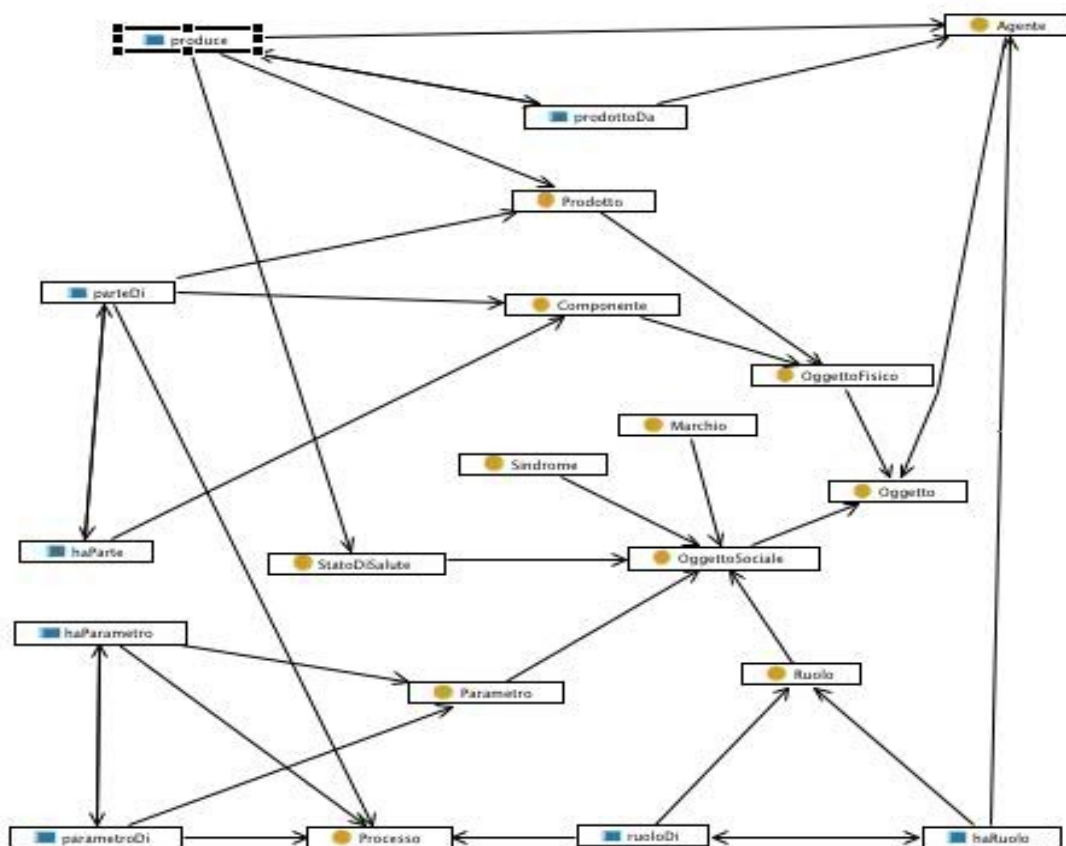 produce
Agente
prodottoDa
Prodotto
parteDi
Componente
OggettoFisico
Marchio
Sindrome
Oggetto
haParte
StatoDiSalute
OggettoSociale
haParametro
Ruolo
Parametro
parametroDi
Processo
ruoloDi
haRuolo